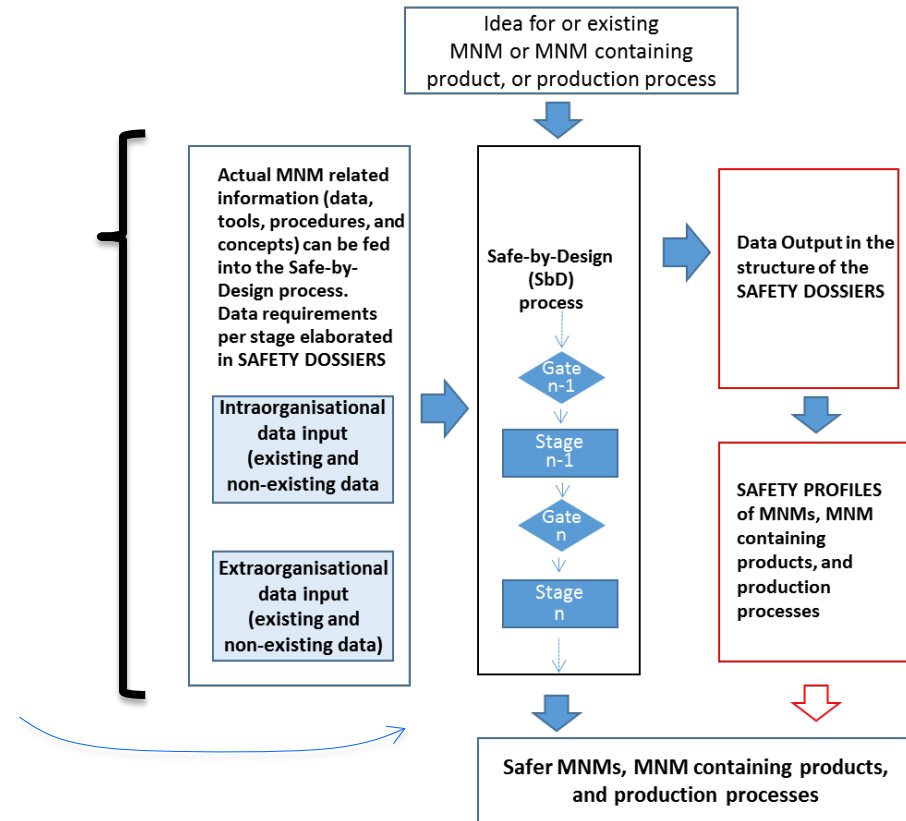 Idea for or existing
MNM or MNM containing
product, or production process
Actual MNM related
information (data,
tools, procedures, and
concepts) can be fed
into the Safe-by-
Design process.
Data requirements
per stage elaborated
in SAFETY DOSSIERS
Intraorganisational
data input
(existing and
non-existing data
Extraorganisational
data input
(existing and
non-existing data)
Safe-by-Design
(SbD)
process
Gate
n-1
Stage
n-1
Gate
n
Stage
n
Data Output in the
structure of the
SAFETY DOSSIERS
SAFETY PROFILES
of MNMs, MNM
containing
products, and
production
processes
Safer MNMs, MNM containing products,
and production processes